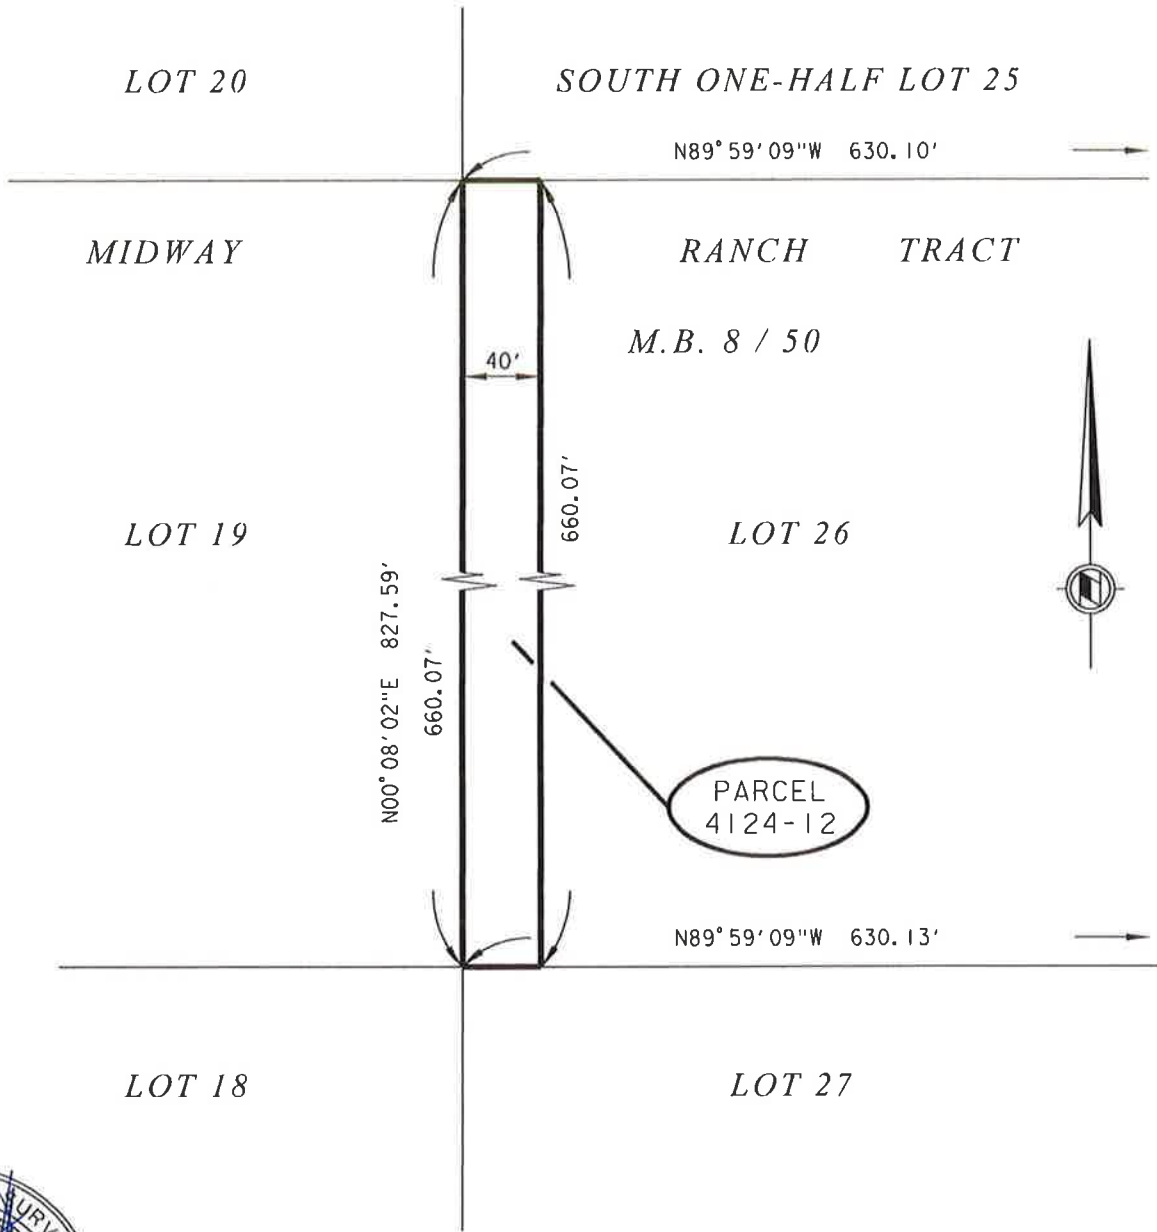 LOT 20
SOUTH ONE-HALF LOT 25
N89°59'09"W 630.10'
MIDWAY RANCH TRACT
M.B. 8 / 50
40'
660.07'
LOT 19
LOT 26
N00°08'02"E 827.59'
660.07'
PARCEL
4124-12
N89°59'09"W 630.13'
LOT 18
LOT 27